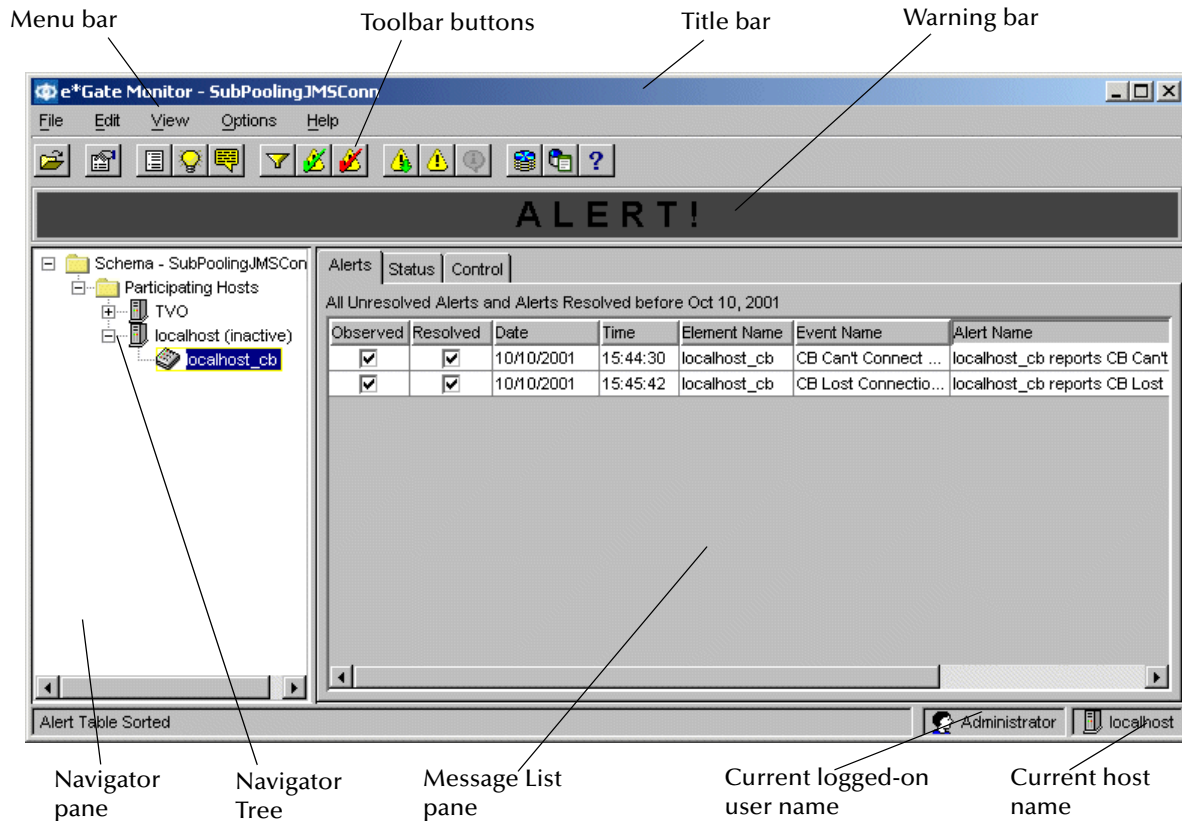 Menu bar
Toolbar buttons
Title bar
Warning bar
e*Gate Monitor - SubPoolingJMSConn
File Edit View Options Help
?
ALERT!
Schema - SubPoolingJMSCon
Participating Hosts
TVO
localhost (inactive)
localhost_cb
Alerts Status Control
All Unresolved Alerts and Alerts Resolved before Oct 10, 2001
Observed Resolved Date Time Element Name Event Name Alert Name
10/10/2001 15:44:30 localhost_cb CB Can't Connect ... localhost_cb reports CB Can't
10/10/2001 15:45:42 localhost_cb CB Lost Connectio... localhost_cb reports CB Lost
Alert Table Sorted
Administrator
localhost
Navigator
pane
Navigator
Tree
Message List
pane
Current logged-on
user name
Current host
name